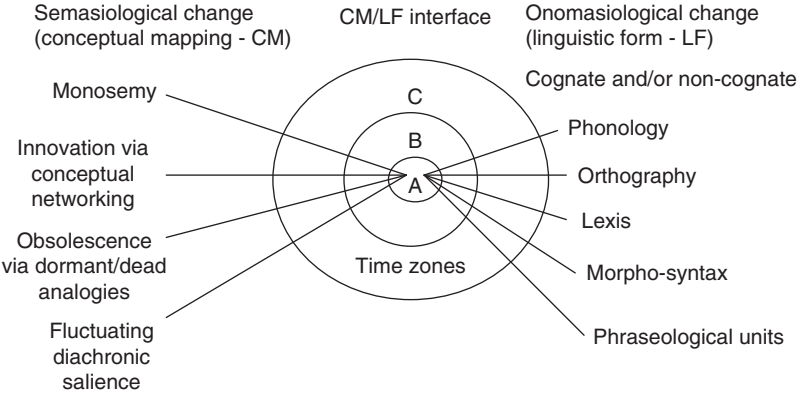 Semasiological change
(conceptual mapping - CM)
CM/LF interface
Onomasiological change
(linguistic form - LF)
Cognate and/or non-cognate
Monosemy
Innovation via
conceptual
networking
Obsolescence
via dormant/dead
analogies
Fluctuating
diachronic
salience
C
B
A
Time zones
Phonology
Orthography
Lexis
Morpho-syntax
Phraseological units